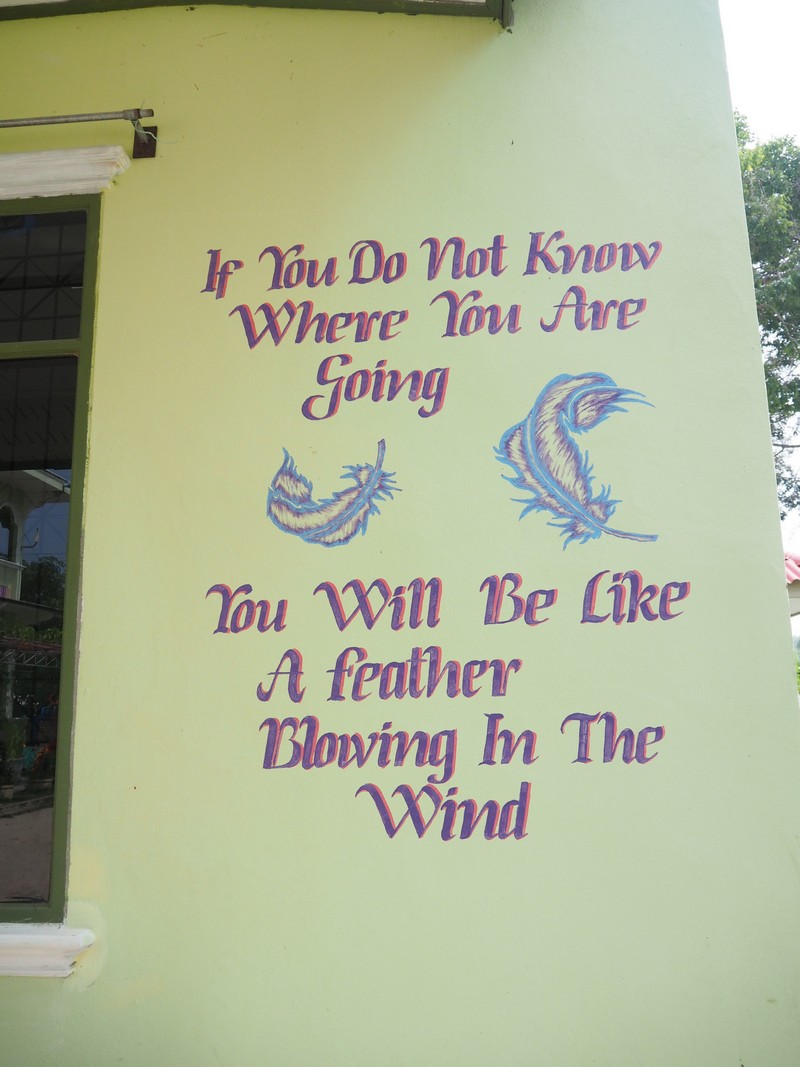 If You Do Not Know
Where You Are
Going
You Will Be Like
A feather
Blowing In The
Wind